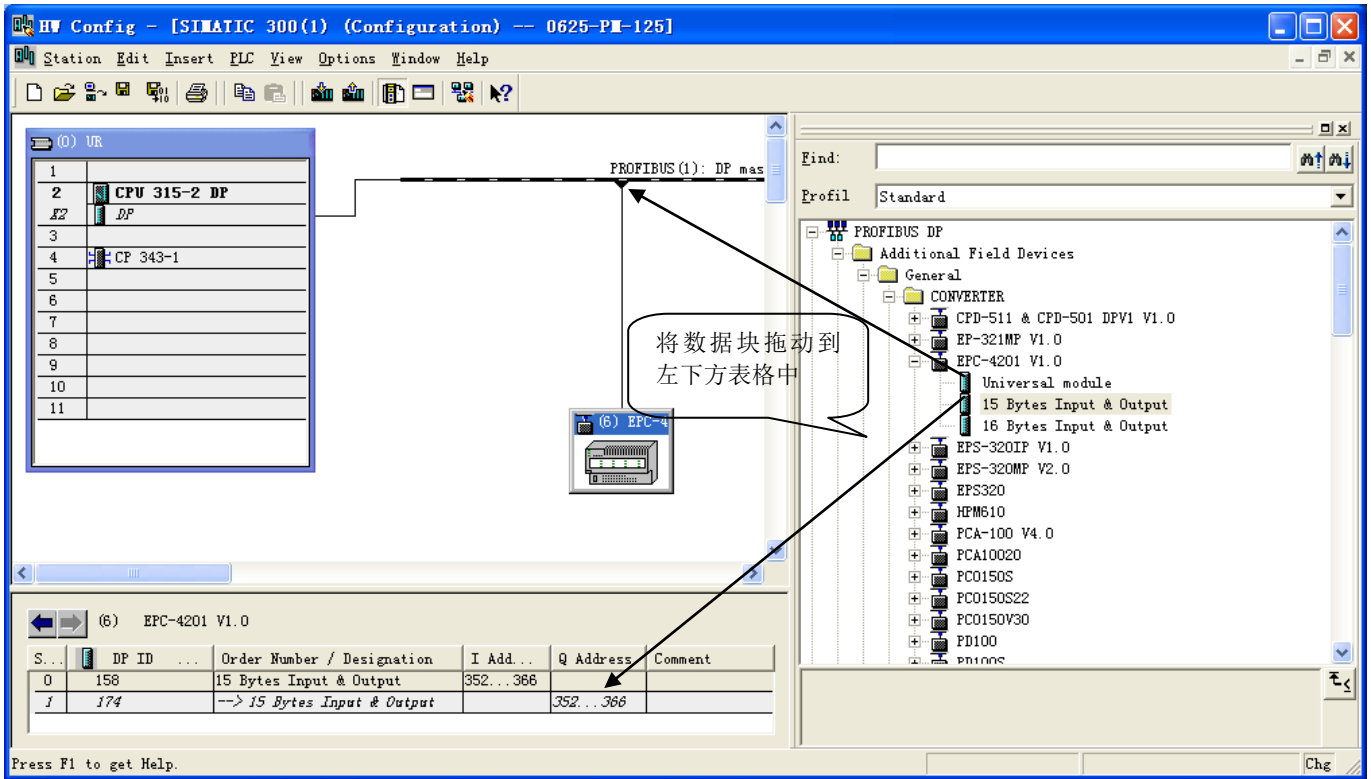 HW Config - [SIMATIC 300(1) (Configuration) -- 0625-PM-125]
Station Edit Insert PLC View Options Window Help
(0) UR
1
2 CPU 315-2 DP
E2 DP
3
4 CP 343-1
5
6
7
8
9
10
11
PROFIBUS(1): DP mas
(6) EPC-4
将数据块拖动到
左下方表格中
Find:
Profil Standard
PROFIBUS DP
Additional Field Devices
General
CONVERTER
CPD-511 & CPD-501 DPV1 V1.0
EP-321MP V1.0
EPC-4201 V1.0
Universal module
15 Bytes Input & Output
16 Bytes Input & Output
EPS-320IP V1.0
EPS-320MP V2.0
EPS320
HPM610
PCA-100 V4.0
PCA10020
PCO150S
PCO150S22
PCO150V30
PD100
PD100S
(6) EPC-4201 V1.0
S... DP ID ... Order Number / Designation I Add... Q Address Comment
0 158 15 Bytes Input & Output 352...366
1 174 --> 15 Bytes Input & Output 352...366
Press F1 to get Help.
Chg